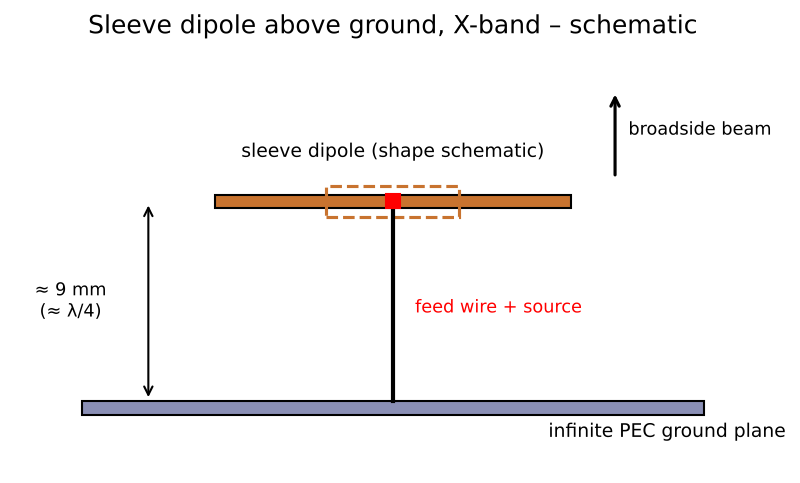 Sleeve dipole above ground, X-band – schematic
broadside beam
sleeve dipole (shape schematic)
≈ 9 mm
(≈ λ/4)
feed wire + source
infinite PEC ground plane